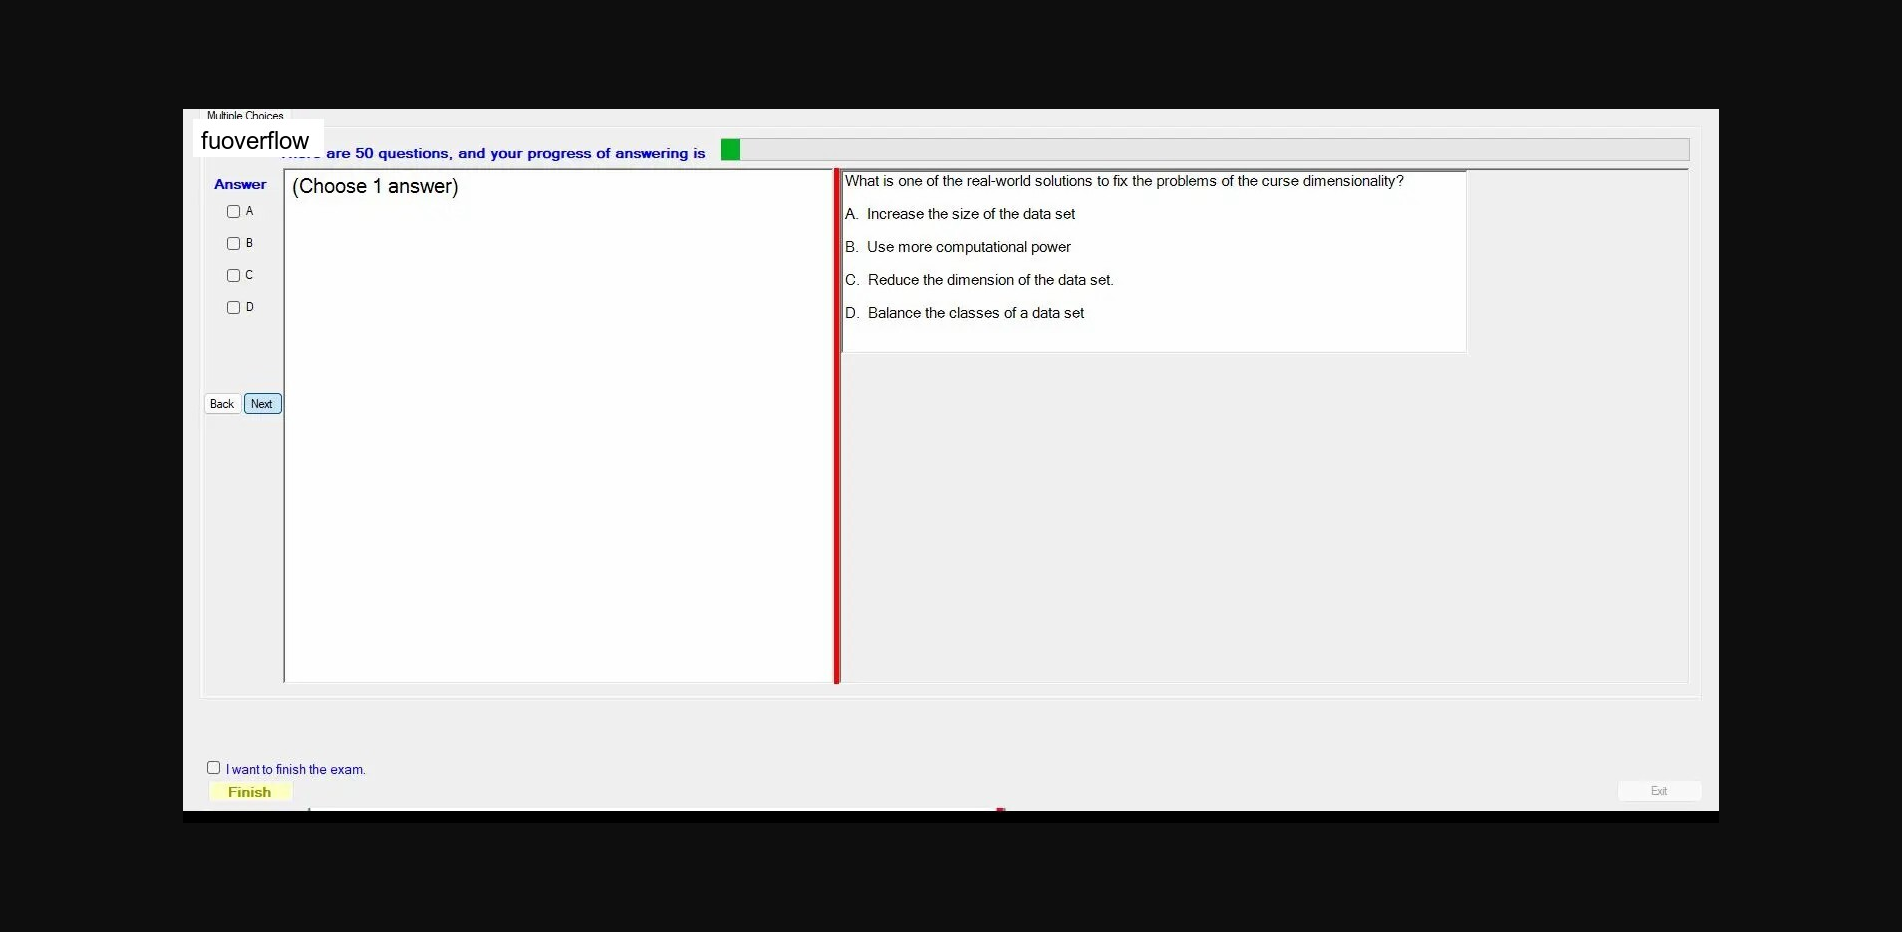 Multiple Choices
fuoverflow
are 50 questions, and your progress of answering is
Answer
(Choose 1 answer)
A
B
C
D
Back Next
What is one of the real-world solutions to fix the problems of the curse dimensionality?
A. Increase the size of the data set
B. Use more computational power
C. Reduce the dimension of the data set.
D. Balance the classes of a data set
I want to finish the exam.
Finish
Exit